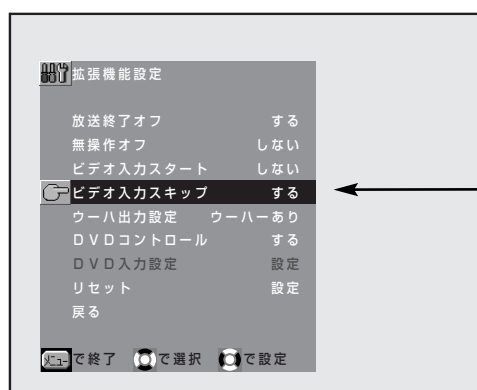 拡張機能設定
放送終了オフ する
無操作オフ しない
ビデオ入力スタート しない
ビデオ入力スキップ する
ウーハ出力設定 ウーハーあり
DVDコントロール する
DVD入力設定 設定
リセット 設定
戻る
メニューで終了 で選択 で設定